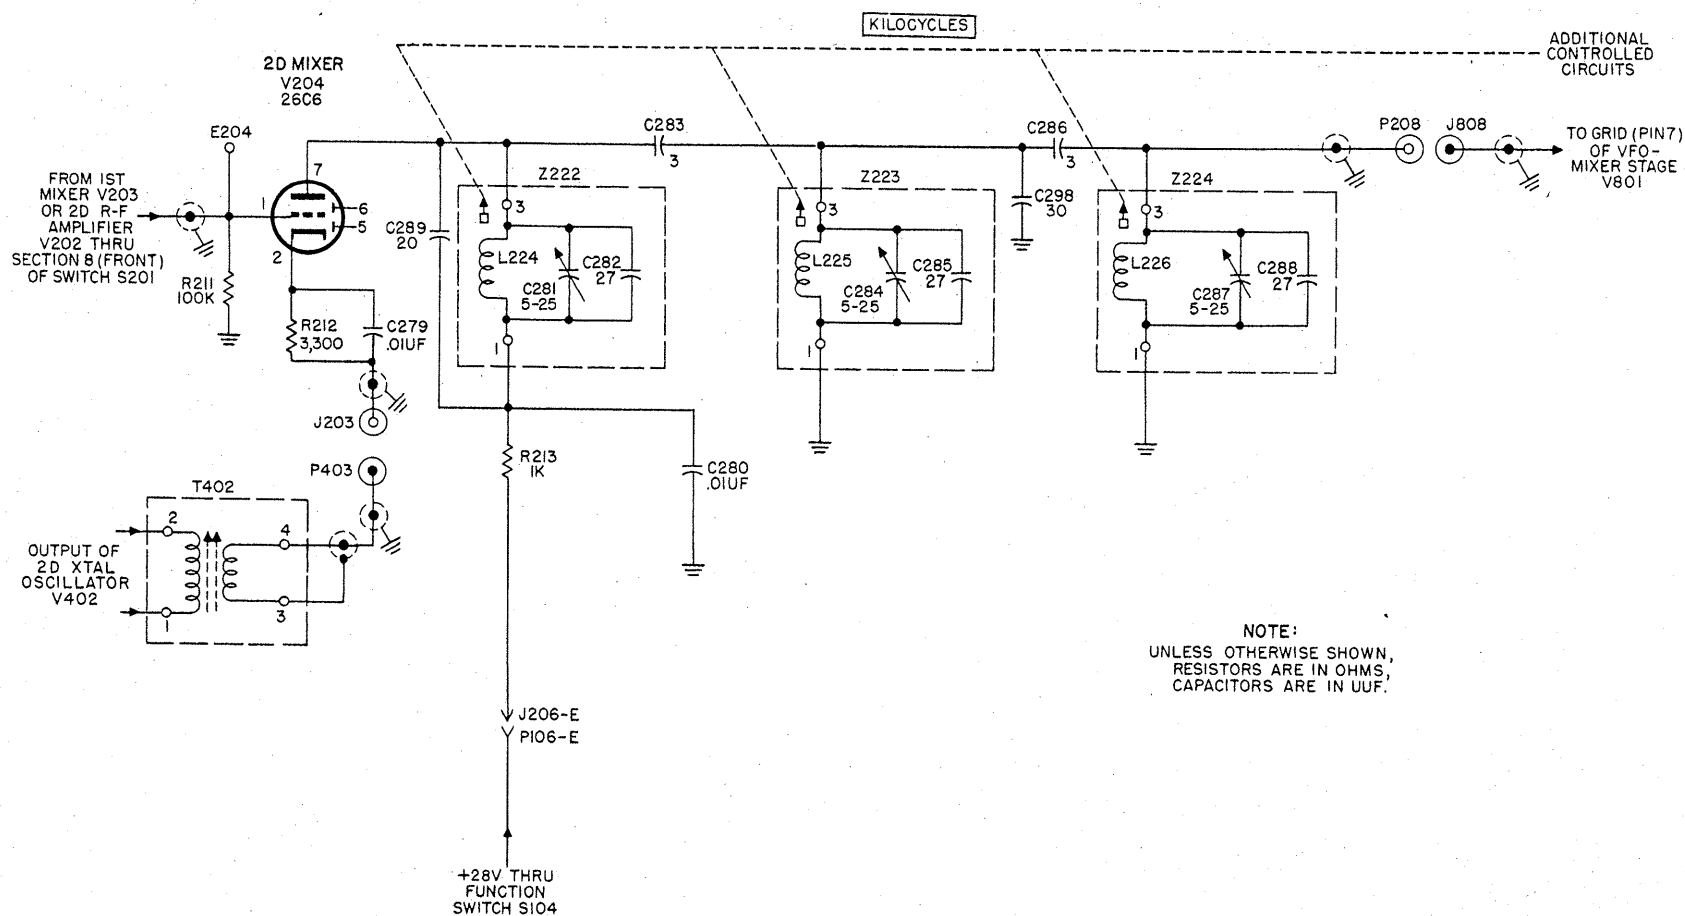 KILOCYCLES
ADDITIONAL
CONTROLLED
CIRCUITS
2D MIXER
V204
26C6
E204
FROM IST
MIXER V203
OR 2D R-F
AMPLIFIER
V202 THRU
SECTION 8 (FRONT)
OF SWITCH S201
R211
100K
1
7
6
5
2
R212
3,300
C279
.01UF
J203
P403
T402
2
1
4
3
OUTPUT OF
2D XTAL
OSCILLATOR
V402
C289
20
Z222
3
L224
C281
5-25
C282
27
1
C283
3
R213
1K
C280
.01UF
J206-E
P106-E
+28V THRU
FUNCTION
SWITCH S104
Z223
3
L225
C284
5-25
C285
27
1
C286
3
C298
30
Z224
3
L226
C287
5-25
C288
27
1
P208
J808
TO GRID (PIN7)
OF VFO-
MIXER STAGE
V801
NOTE:
UNLESS OTHERWISE SHOWN,
RESISTORS ARE IN OHMS,
CAPACITORS ARE IN UUF.